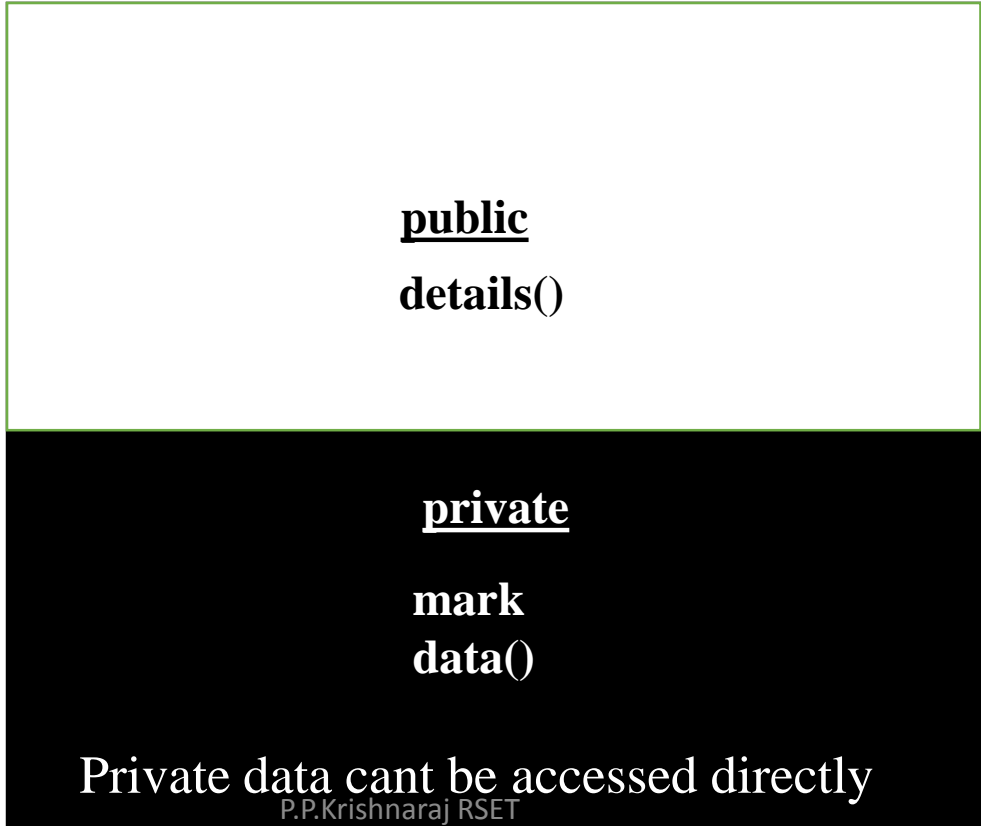 public
details()
private
mark
data()
Private data cant be accessed directly
P.P.Krishnaraj RSET